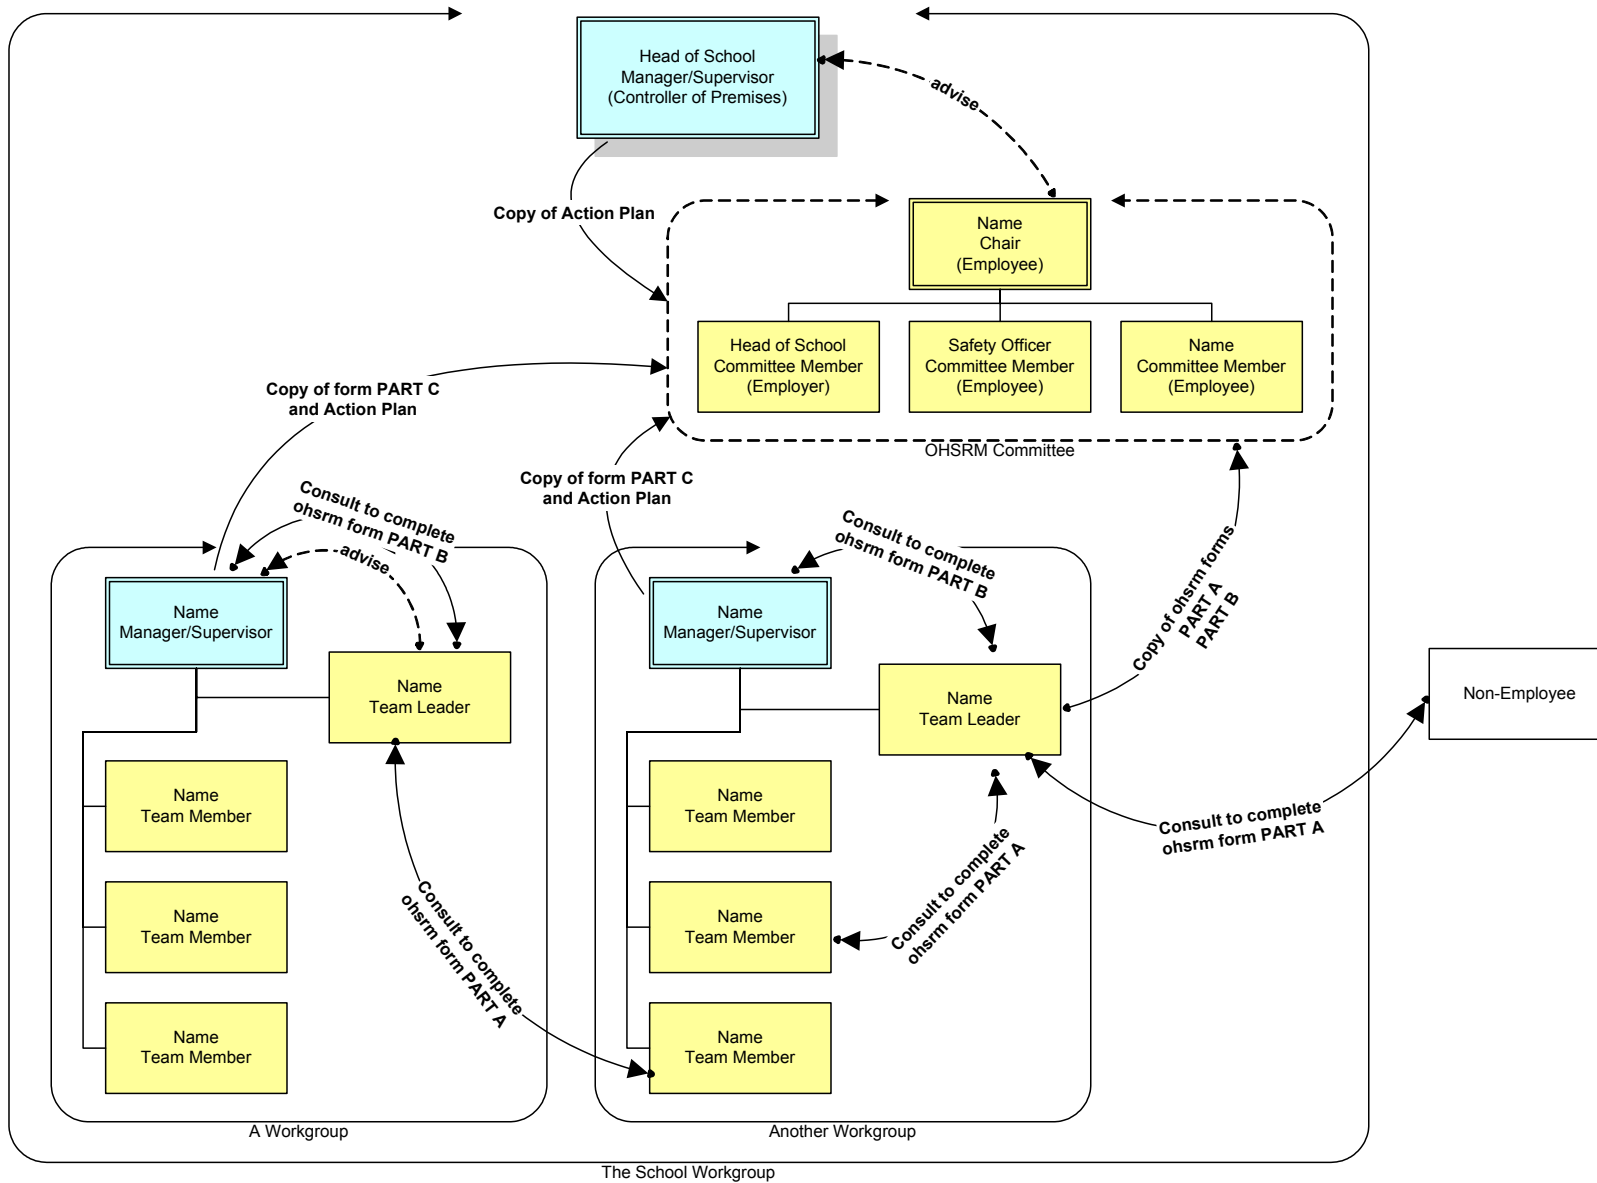 Head of School
Manager/Supervisor
(Controller of Premises)
advise
Copy of Action Plan
Name
Chair
(Employee)
Head of School
Committee Member
(Employer)
Safety Officer
Committee Member
(Employee)
Name
Committee Member
(Employee)
OHSRM Committee
Copy of form PART C
and Action Plan
Copy of form PART C
and Action Plan
Consult to complete
ohsrm form PART B
advise
Consult to complete
ohsrm form PART B
Copy of ohsrm forms
PART A
PART B
Name
Manager/Supervisor
Name
Team Leader
Name
Manager/Supervisor
Name
Team Leader
Non-Employee
Name
Team Member
Name
Team Member
Consult to complete
ohsrm form PART A
Consult to complete
ohsrm form PART A
Name
Team Member
Consult to complete
ohsrm form PART A
Name
Team Member
Name
Team Member
Name
Team Member
A Workgroup
Another Workgroup
The School Workgroup